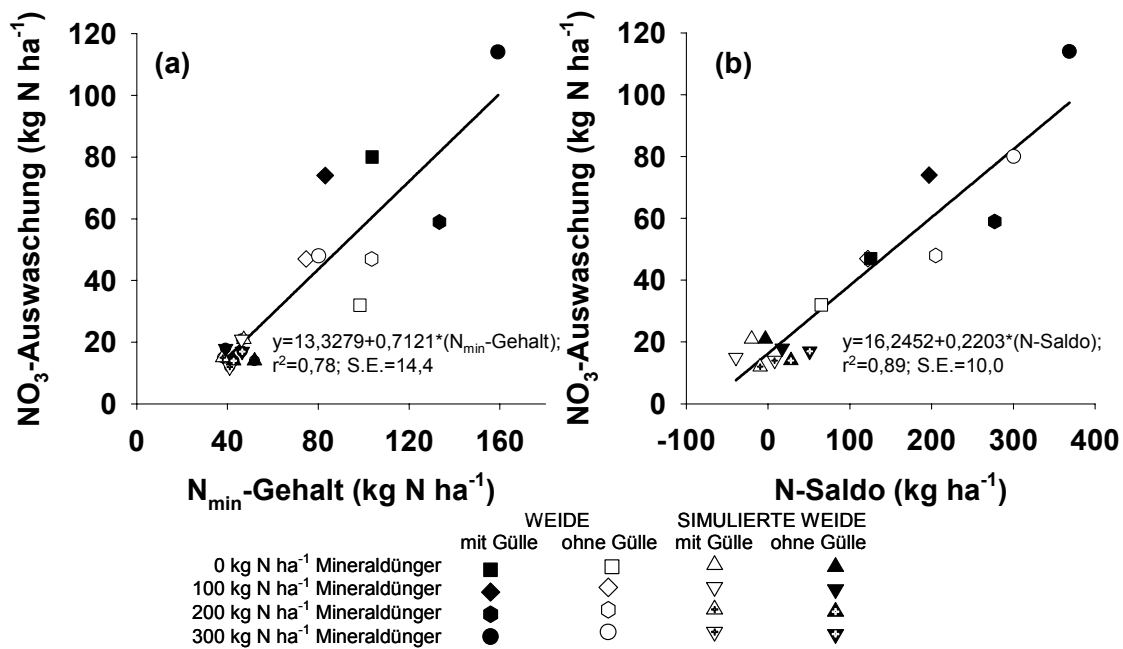 (a)
NO₃-Auswaschung (kg N ha⁻¹)
120
100
80
60
40
20
0
y=13,3279+0,7121*(Nmin-Gehalt);
r²=0,78; S.E.=14,4
0 40 80 120 160
Nmin-Gehalt (kg N ha⁻¹)
(b)
NO₃-Auswaschung (kg N ha⁻¹)
120
100
80
60
40
20
0
y=16,2452+0,2203*(N-Saldo);
r²=0,89; S.E.=10,0
-100 0 100 200 300 400
N-Saldo (kg ha⁻¹)
WEIDE SIMULIERTE WEIDE
mit Gülle ohne Gülle mit Gülle ohne Gülle
0 kg N ha⁻¹ Mineraldünger
100 kg N ha⁻¹ Mineraldünger
200 kg N ha⁻¹ Mineraldünger
300 kg N ha⁻¹ Mineraldünger